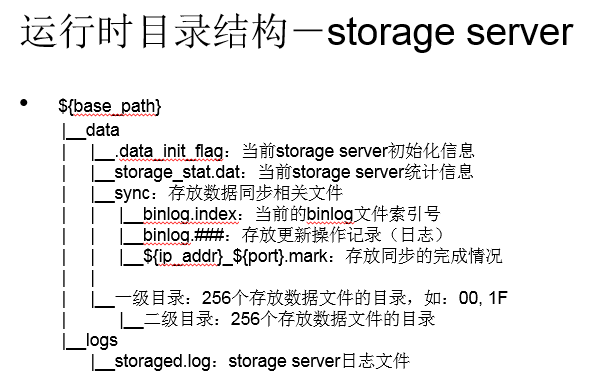 运行时目录结构－storage server
• ${base_path}
|__data
| |__.data_init_flag：当前storage server初始化信息
| |__storage_stat.dat：当前storage server统计信息
| |__sync：存放数据同步相关文件
| | |__binlog.index：当前的binlog文件索引号
| | |__binlog.###：存放更新操作记录（日志）
| | |__${ip_addr}_${port}.mark：存放同步的完成情况
| |
| |__一级目录：256个存放数据文件的目录，如：00, 1F
| |__二级目录：256个存放数据文件的目录
|__logs
|__storaged.log：storage server日志文件